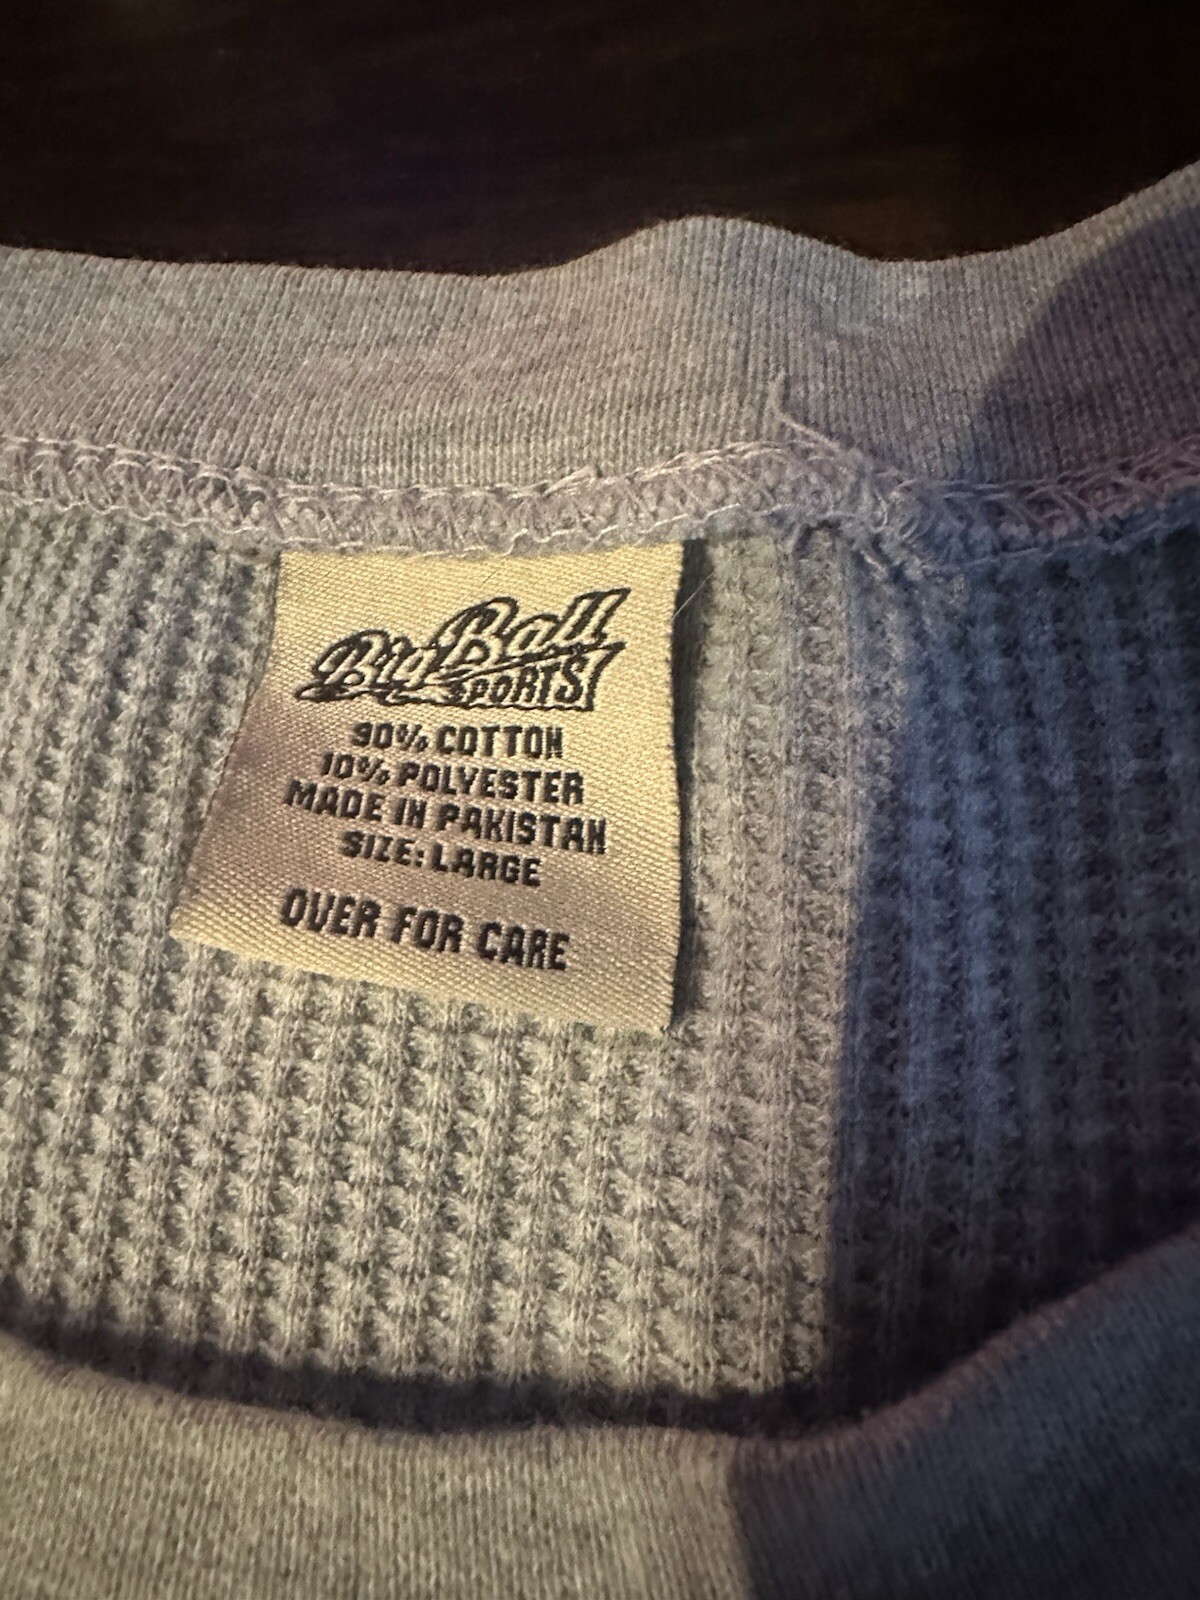 Big Ball
SPORTS
90% COTTON
10% POLYESTER
MADE IN PAKISTAN
SIZE: LARGE
OVER FOR CARE